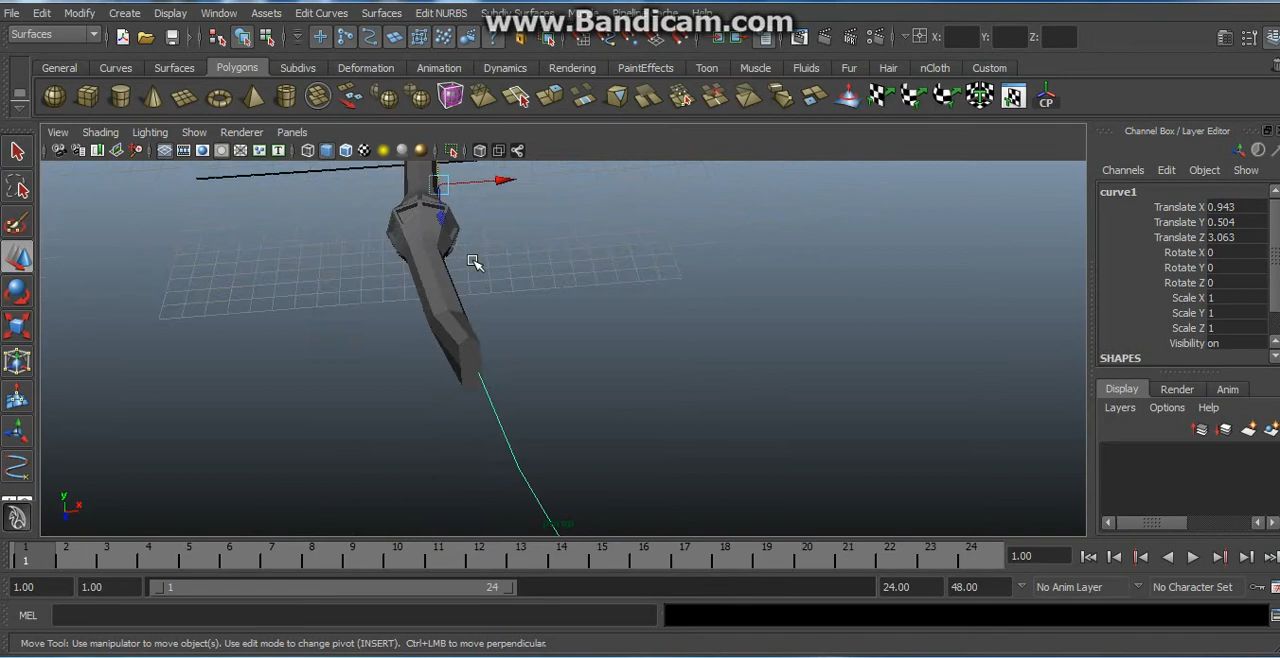 www.Bandicam.com
File Edit Modify Create Display Window Assets Edit Curves Surfaces Edit NURBS Subdiv Surfaces Help
Surfaces X: Y: Z:
General Curves Surfaces Polygons Subdivs Deformation Animation Dynamics Rendering PaintEffects Toon Muscle Fluids Fur Hair nCloth Custom
CP
View Shading Lighting Show Renderer Panels
Channel Box / Layer Editor
Channels Edit Object Show
curve1
Translate X 0.943
Translate Y 0.504
Translate Z 3.063
Rotate X 0
Rotate Y 0
Rotate Z 0
Scale X 1
Scale Y 1
Scale Z 1
Visibility on
SHAPES
Display Render Anim
Layers Options Help
y
x
persp
1 2 3 4 5 6 7 8 9 10 11 12 13 14 15 16 17 18 19 20 21 22 23 24
1
1.00
1.00 1.00 1 24 24.00 48.00 No Anim Layer No Character Set
MEL
Move Tool: Use manipulator to move object(s). Use edit mode to change pivot (INSERT). Ctrl+LMB to move perpendicular.